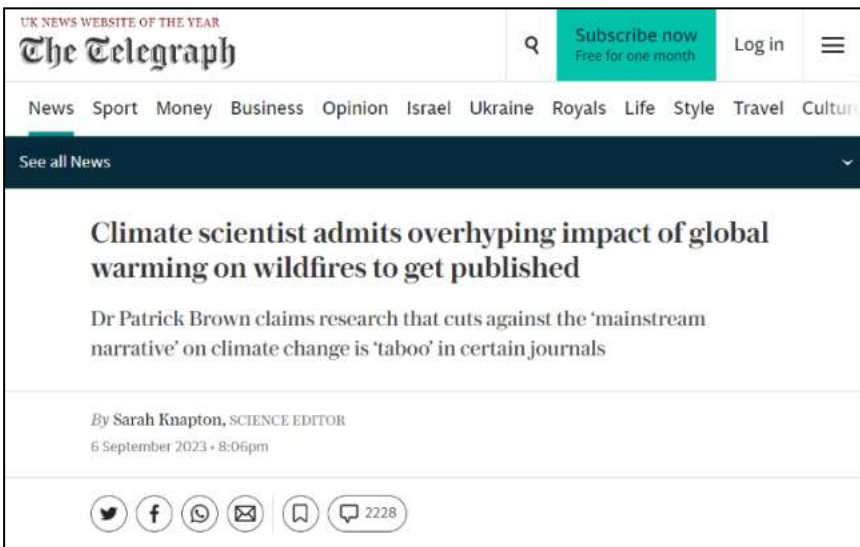 UK NEWS WEBSITE OF THE YEAR
The Telegraph
Subscribe now
Free for one month
Log in
News Sport Money Business Opinion Israel Ukraine Royals Life Style Travel Culture
See all News
Climate scientist admits overhyping impact of global
warming on wildfires to get published
Dr Patrick Brown claims research that cuts against the ‘mainstream
narrative’ on climate change is ‘taboo’ in certain journals
By Sarah Knapton, SCIENCE EDITOR
6 September 2023 • 8:06pm
2228